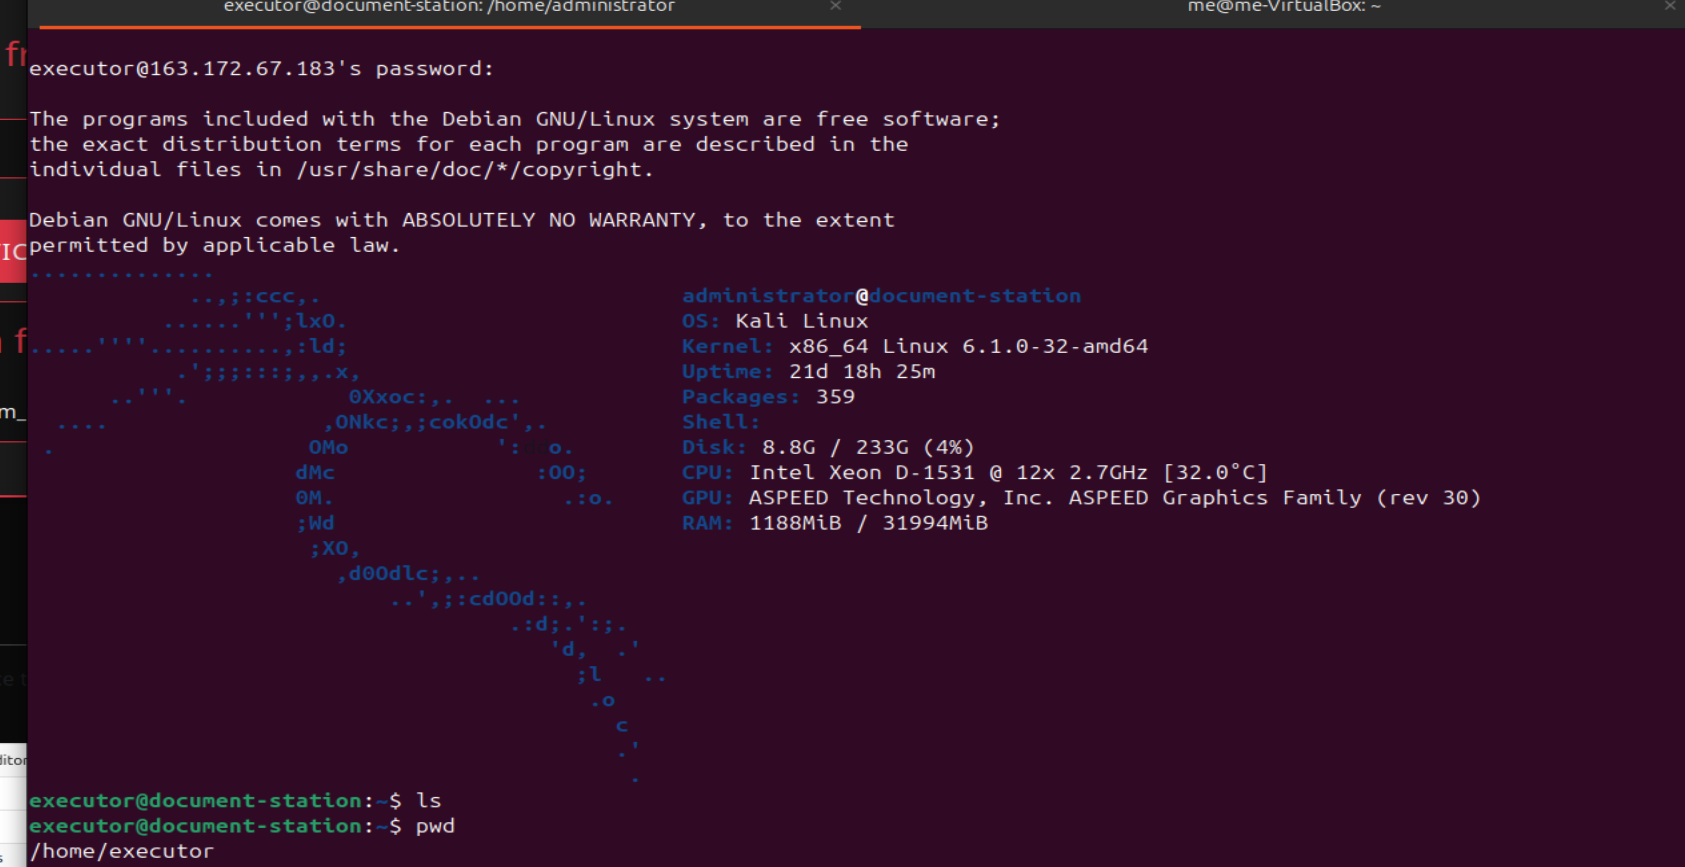 executor@document-station: /home/administrator × me@me-VirtualBox: ~ ×
executor@163.172.67.183's password:
The programs included with the Debian GNU/Linux system are free software;
the exact distribution terms for each program are described in the
individual files in /usr/share/doc/*/copyright.
Debian GNU/Linux comes with ABSOLUTELY NO WARRANTY, to the extent
permitted by applicable law.
..............
            ..,;:ccc,.                           administrator@document-station
          ......''';lxO.                         OS: Kali Linux
.....''''..........,:ld;                         Kernel: x86_64 Linux 6.1.0-32-amd64
           .';;;:::;,,.x,                        Uptime: 21d 18h 25m
      ..'''.            0Xxoc:,.  ...            Packages: 359
  ....                ,ONkc;,;cokOdc',.          Shell:
 .                   OMo           ':  o.        Disk: 8.8G / 233G (4%)
                    dMc               :OO;       CPU: Intel Xeon D-1531 @ 12x 2.7GHz [32.0°C]
                    0M.                 .:o.     GPU: ASPEED Technology, Inc. ASPEED Graphics Family (rev 30)
                    ;Wd                          RAM: 1188MiB / 31994MiB
                     ;XO,
                       ,d0Odlc;,..
                           ..',;:cdOOd::,.
                                    .:d;.':;.
                                       'd,  .'
                                         ;l   ..
                                          .o
                                            c
                                            .'
                                             .
executor@document-station:~$ ls
executor@document-station:~$ pwd
/home/executor